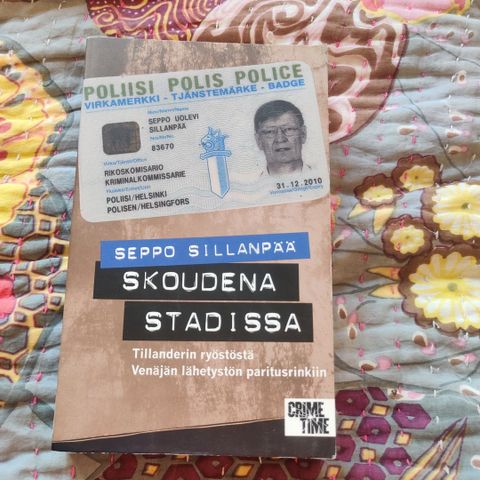 POLIISI POLIS POLICE
VIRKAMERKKI - TJÄNSTEMÄRKE - BADGE
SEPPO UOLEVI
SILLANPÄÄ
83670
RIKOSKOMISARIO
KRIMINALKOMMISSARIE
POLIISI/HELSINKI
POLISEN/HELSINGFORS
31.12.2010
SEPPO SILLANPÄÄ
SKOUDENA
STADISSA
Tillanderin ryöstöstä
Venäjän lähetystön paritusrinkiin
CRIME
TIME